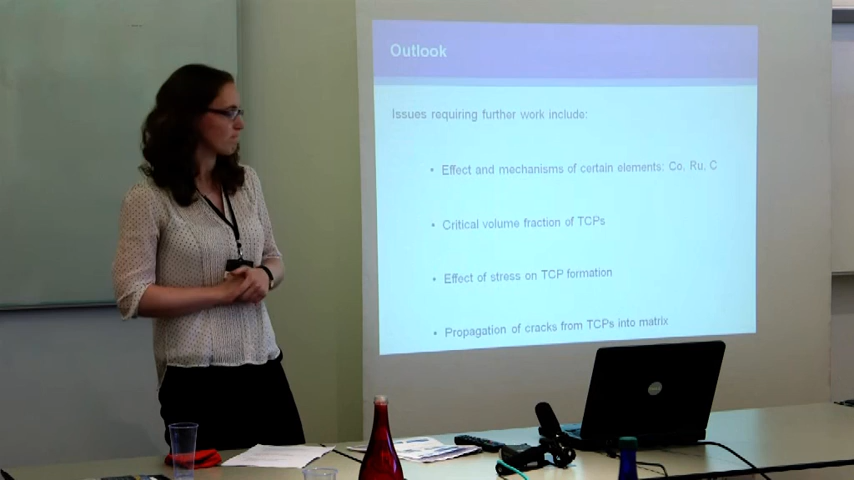 Outlook
Issues requiring further work include:
• Effect and mechanisms of certain elements: Co, Ru, C
• Critical volume fraction of TCPs
• Effect of stress on TCP formation
• Propagation of cracks from TCPs into matrix